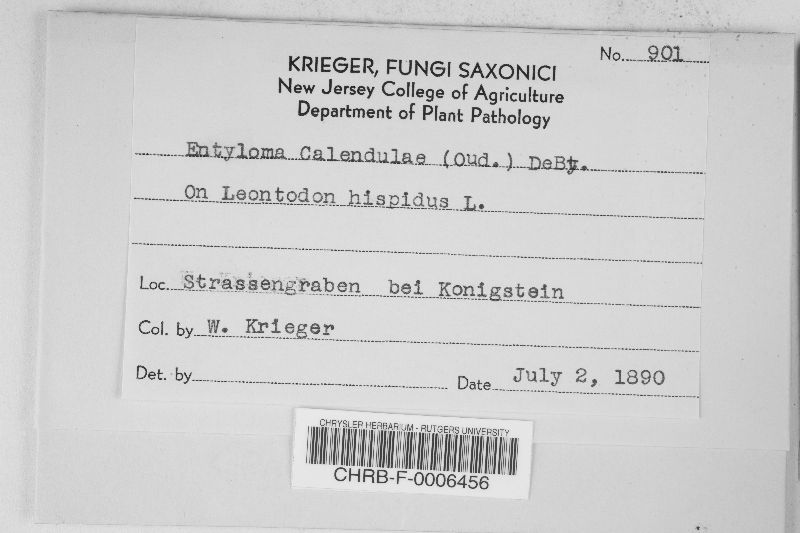 No. 901
KRIEGER, FUNGI SAXONICI
New Jersey College of Agriculture
Department of Plant Pathology
Entyloma Calendulae (Oud.) DeBy.
On Leontodon hispidus L.
Loc. Strassengraben bei Konigstein
Col. by W. Krieger
Det. by
Date July 2, 1890
CHRYSLER HERBARIUM - RUTGERS UNIVERSITY
CHRB-F-0006456